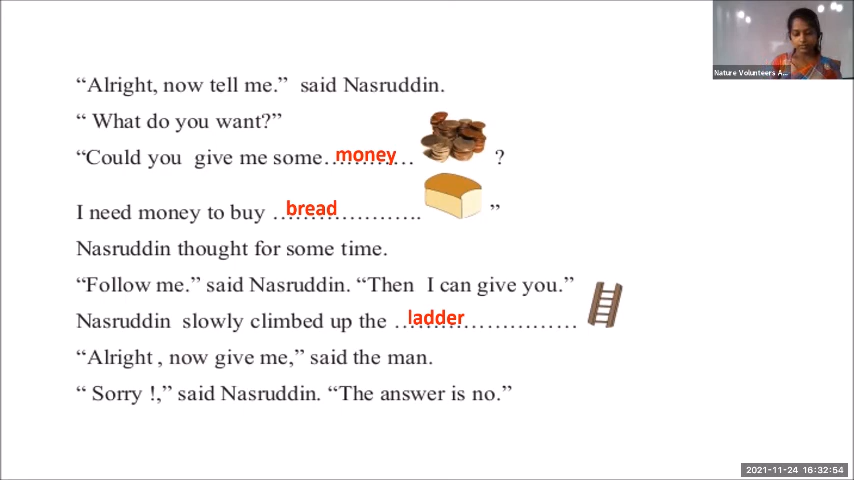 Nature Volunteers A...
“Alright, now tell me.” said Nasruddin.
“ What do you want?”
“Could you give me some money ?
I need money to buy bread ”
Nasruddin thought for some time.
“Follow me.” said Nasruddin. “Then I can give you.”
Nasruddin slowly climbed up the ladder
“Alright , now give me,” said the man.
“ Sorry !,” said Nasruddin. “The answer is no.”
2021-11-24 16:32:54